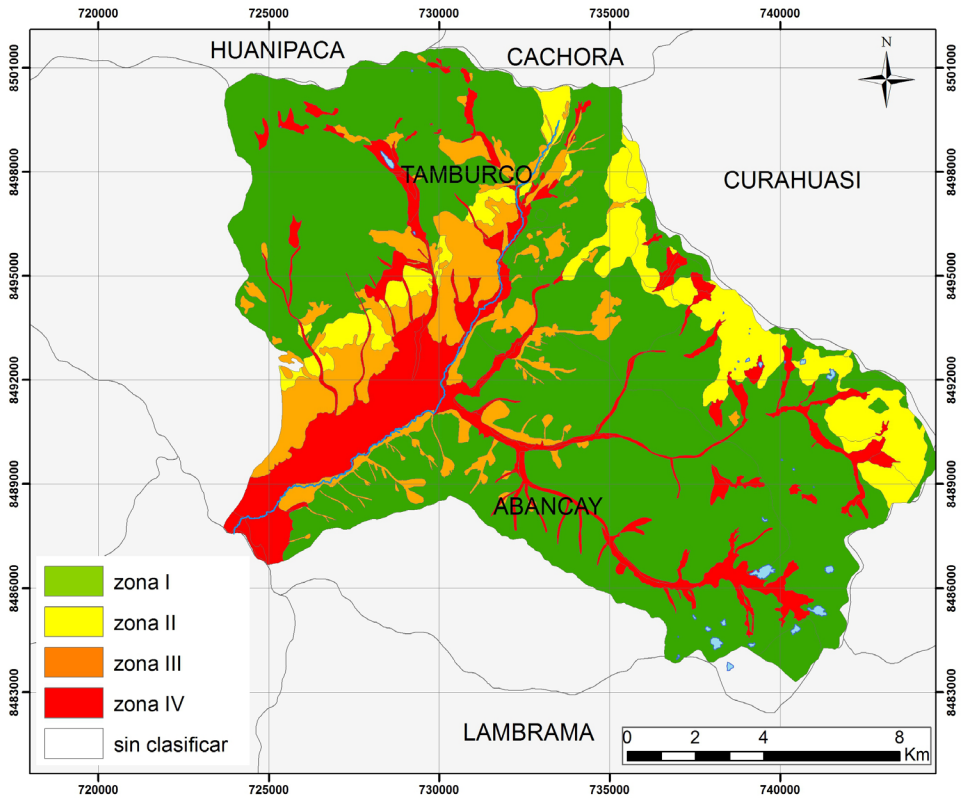 720000 725000 730000 735000 740000
HUANIPACA
CACHORA
N
8501000 8501000
TAMBURCO
CURAHUASI
8498000 8498000
8495000 8495000
8492000 8492000
8489000 8489000
ABANCAY
zona I
zona II
8486000 8486000
zona III
zona IV
8483000 8483000
sin clasificar
LAMBRAMA
0 2 4 8
Km
720000 725000 730000 735000 740000